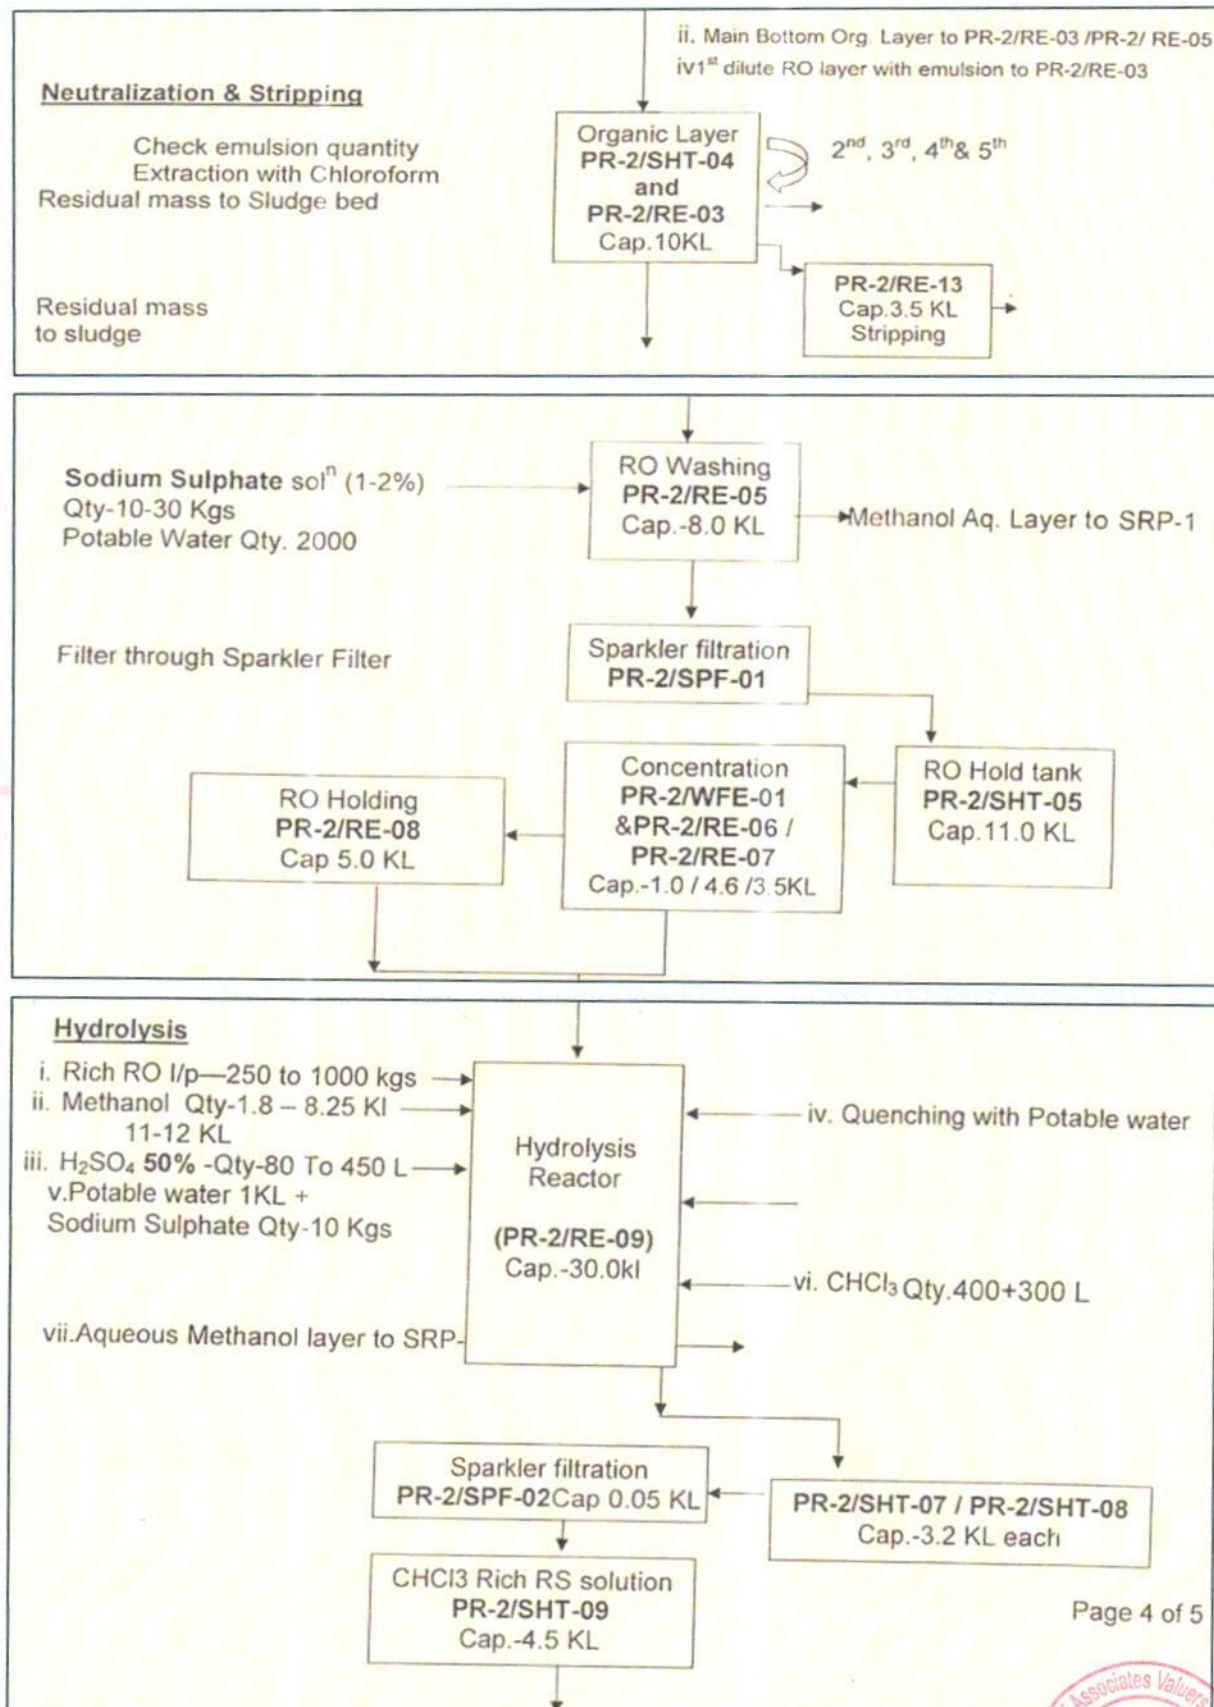 ii. Main Bottom Org. Layer to PR-2/RE-03 /PR-2/ RE-05
iv1st dilute RO layer with emulsion to PR-2/RE-03
Neutralization & Stripping
Check emulsion quantity
Extraction with Chloroform
Residual mass to Sludge bed
Organic Layer
PR-2/SHT-04
and
PR-2/RE-03
Cap.10KL
2nd, 3rd, 4th& 5th
PR-2/RE-13
Cap.3.5 KL
Stripping
Residual mass
to sludge
Sodium Sulphate solⁿ (1-2%)
Qty-10-30 Kgs
Potable Water Qty. 2000
RO Washing
PR-2/RE-05
Cap.-8.0 KL
Methanol Aq. Layer to SRP-1
Filter through Sparkler Filter
Sparkler filtration
PR-2/SPF-01
RO Holding
PR-2/RE-08
Cap 5.0 KL
Concentration
PR-2/WFE-01
&PR-2/RE-06 /
PR-2/RE-07
Cap.-1.0 / 4.6 /3.5KL
RO Hold tank
PR-2/SHT-05
Cap.11.0 KL
Hydrolysis
i. Rich RO I/p—250 to 1000 kgs
ii. Methanol Qty-1.8 – 8.25 Kl
11-12 KL
iii. H₂SO₄ 50% -Qty-80 To 450 L
v.Potable water 1KL +
Sodium Sulphate Qty-10 Kgs
Hydrolysis
Reactor
(PR-2/RE-09)
Cap.-30.0kl
iv. Quenching with Potable water
vi. CHCl₃ Qty.400+300 L
vii.Aqueous Methanol layer to SRP-
Sparkler filtration
PR-2/SPF-02Cap 0.05 KL
PR-2/SHT-07 / PR-2/SHT-08
Cap.-3.2 KL each
CHCl3 Rich RS solution
PR-2/SHT-09
Cap.-4.5 KL
Page 4 of 5
Associates Valuers